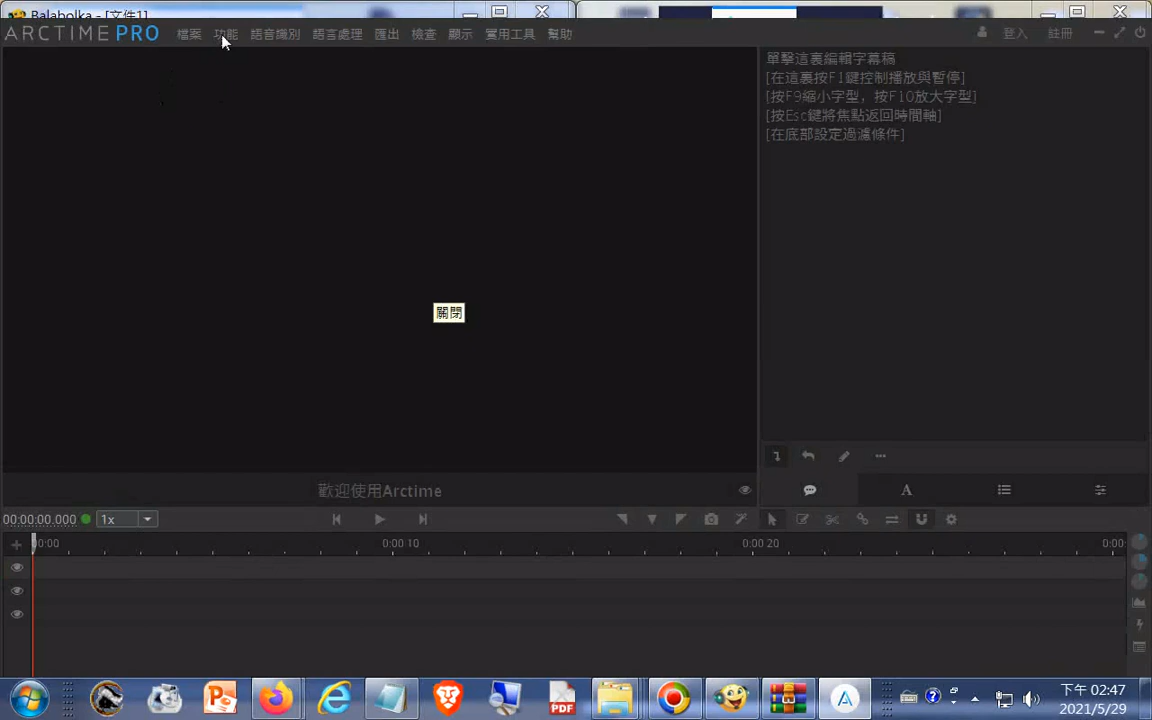 Balabolka - [文件1]
ARCTIME PRO 檔案 功能 語音識別 語言處理 匯出 檢查 顯示 實用工具 幫助 登入 註冊
單擊這裏編輯字幕稿
[在這裏按F1鍵控制播放與暫停]
[按F9縮小字型，按F10放大字型]
[按Esc鍵將焦點返回時間軸]
[在底部設定過濾條件]
關閉
歡迎使用Arctime
00:00:00.000 1x
0:00 0:00 10 0:00 20 0:00
下午 02:47
2021/5/29
PDF